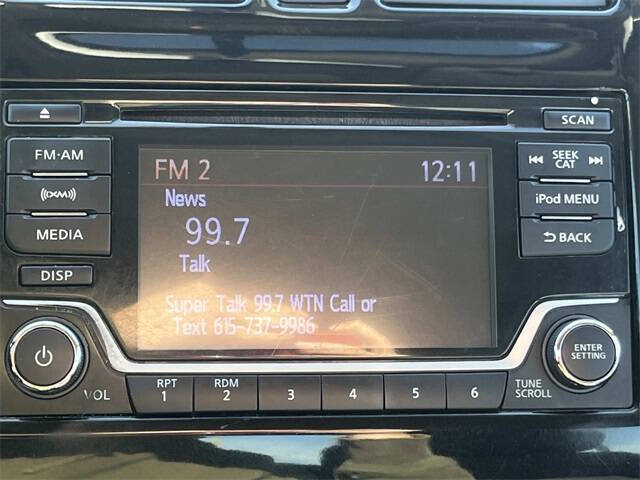 SCAN
FM·AM
FM 2 12:11
SEEK
CAT
((XM))
News
iPod MENU
99.7
MEDIA
BACK
Talk
DISP
Super Talk 99.7 WTN Call or
Text 615-737-9986
ENTER
SETTING
VOL
RPT
1
RDM
2
3
4
5
6
TUNE
SCROLL